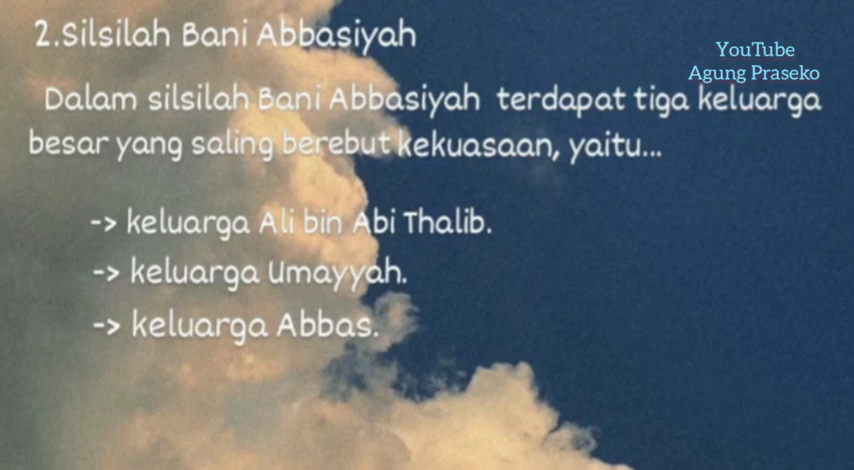 2.Silsilah Bani Abbasiyah
YouTube
Agung Praseko
Dalam silsilah Bani Abbasiyah terdapat tiga keluarga
besar yang saling berebut kekuasaan, yaitu...
-> keluarga Ali bin Abi Thalib.
-> keluarga Umayyah.
-> keluarga Abbas.